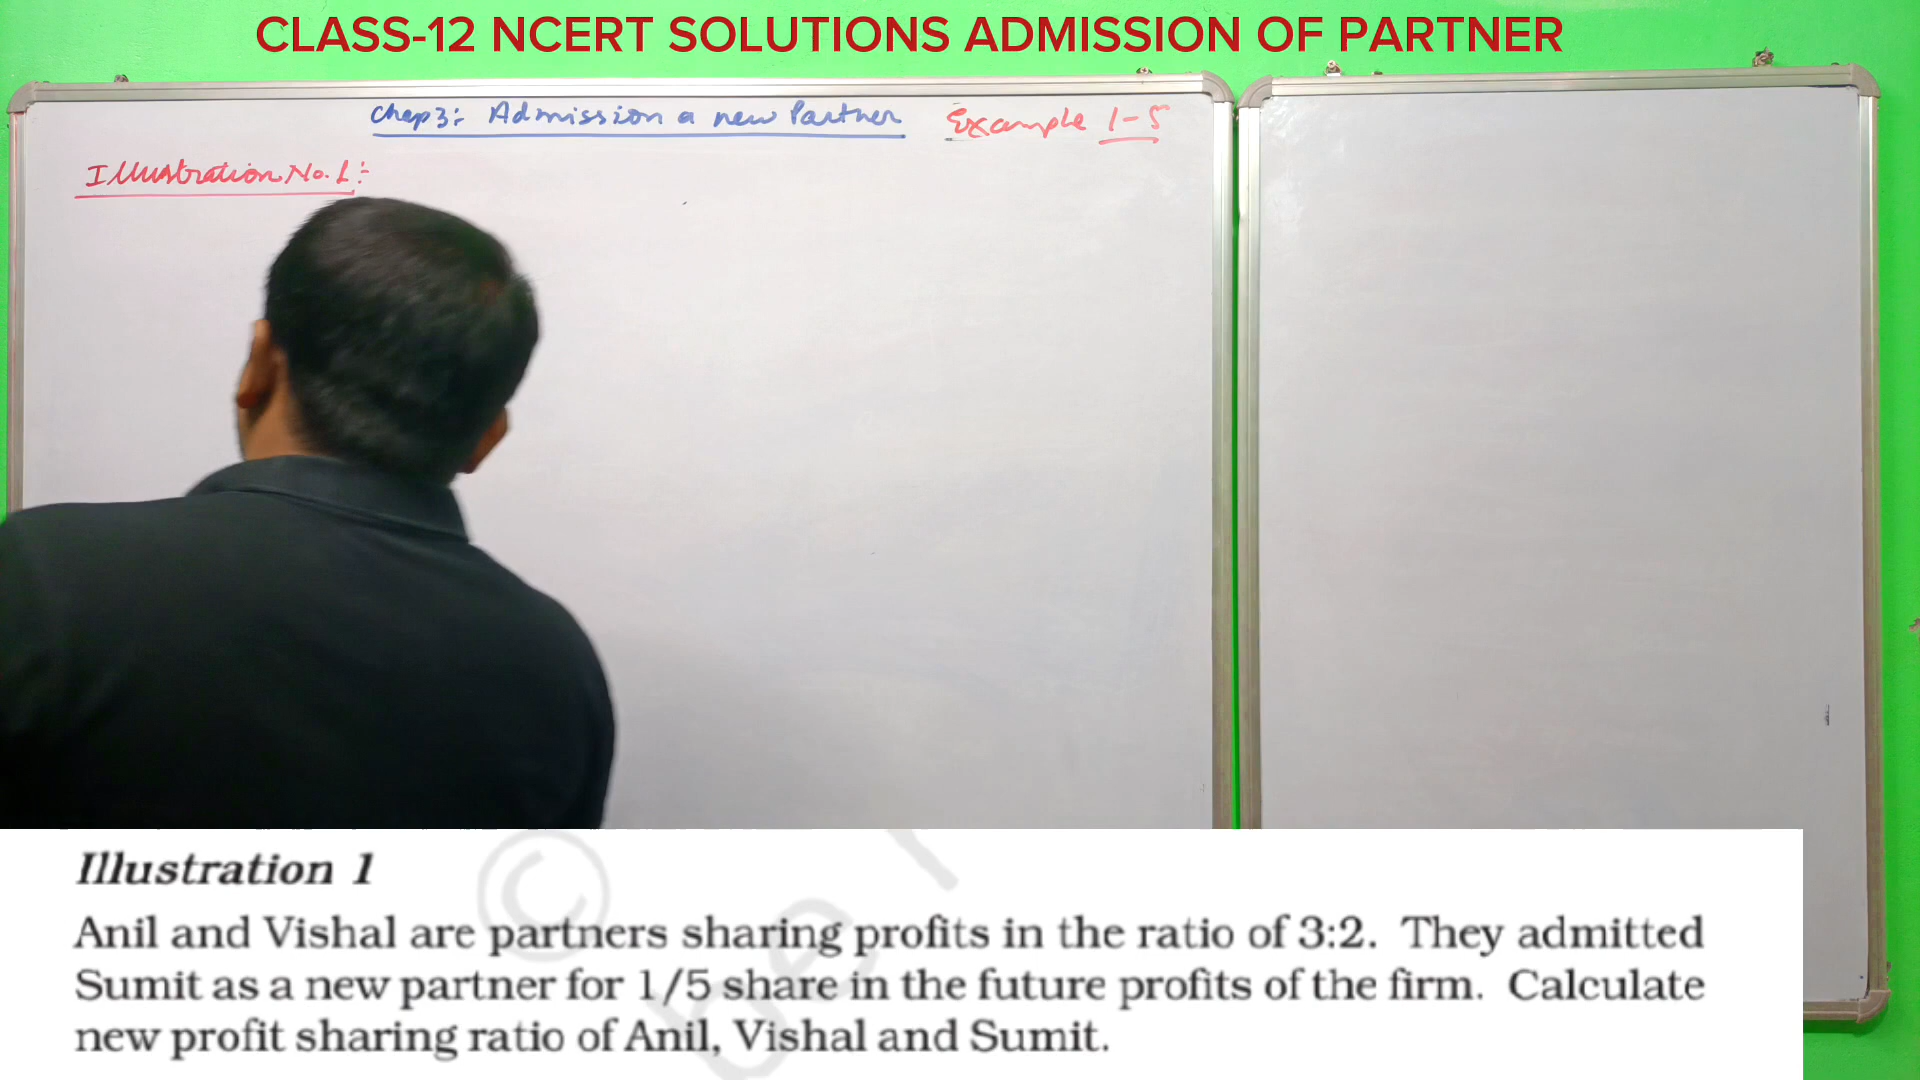 CLASS-12 NCERT SOLUTIONS ADMISSION OF PARTNER
Chap 3:- Admission a new Partner Example 1-5
Illustration No. 1:-
Illustration 1
Anil and Vishal are partners sharing profits in the ratio of 3:2. They admitted
Sumit as a new partner for 1/5 share in the future profits of the firm. Calculate
new profit sharing ratio of Anil, Vishal and Sumit.